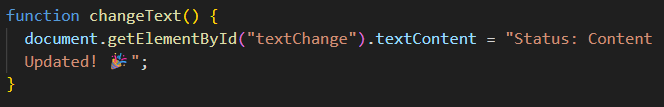 function changeText() {
  document.getElementById("textChange").textContent = "Status: Content
  Updated! 🎉";
}